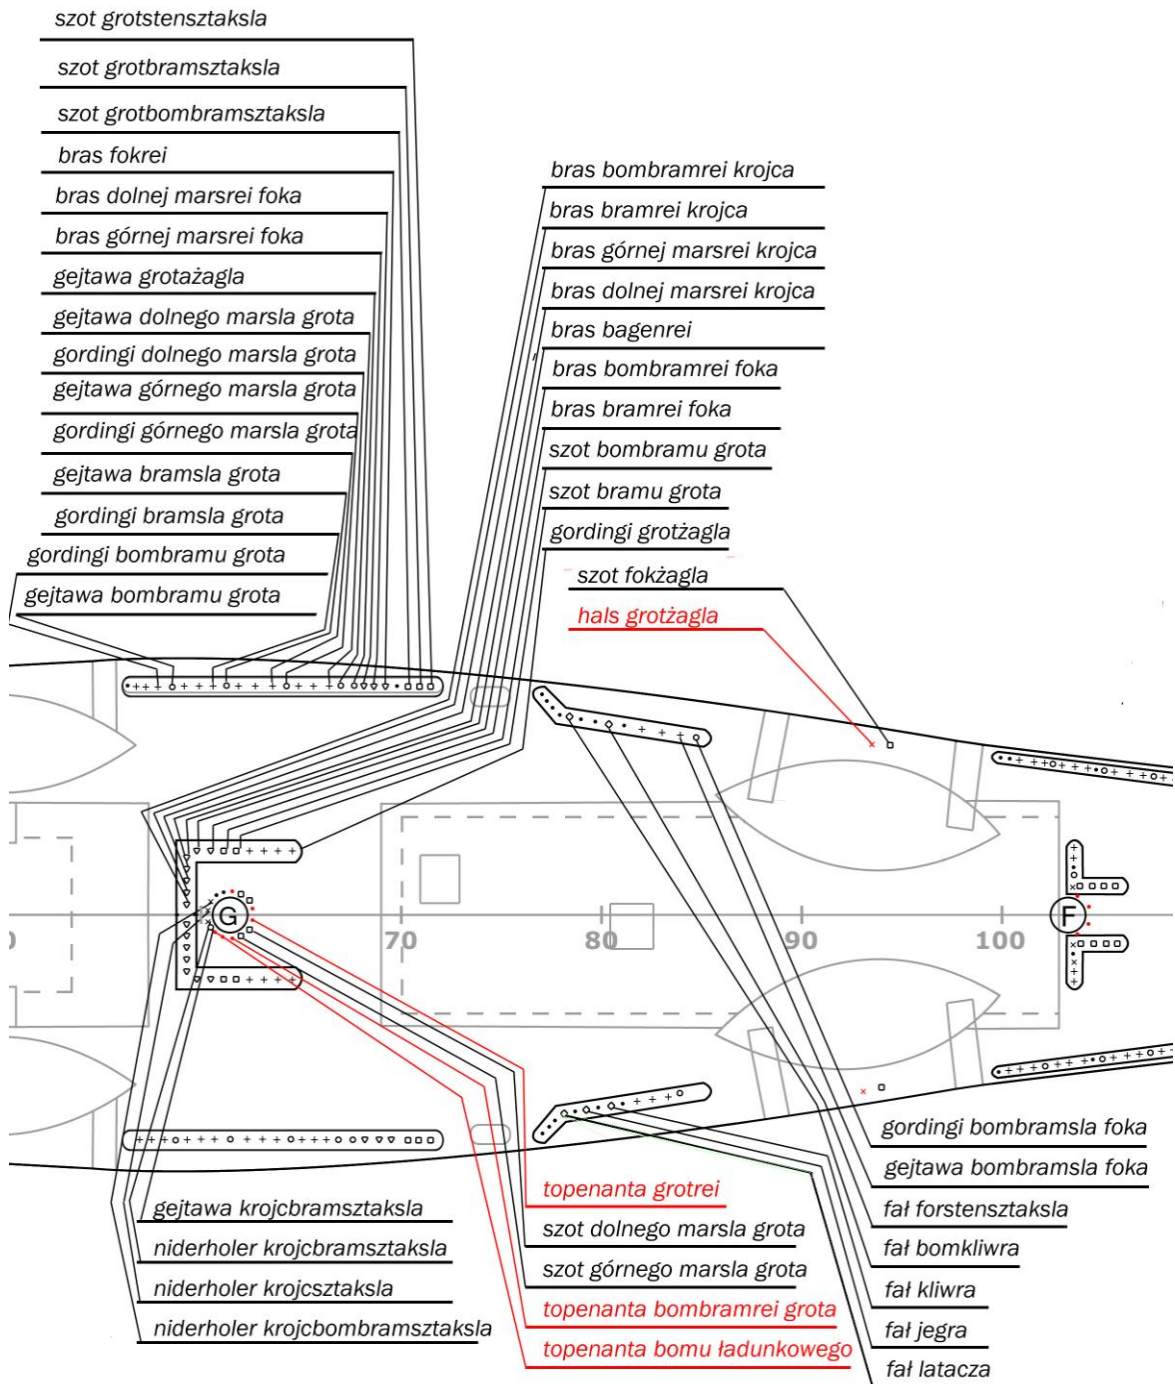 szot grotstensztaksla
szot grotbramsztaksla
szot grotbombramsztaksla
bras fokrei
bras dolnej marsrei foka
bras górnej marsrei foka
gejtawa grotażagla
gejtawa dolnego marsla grota
gordingi dolnego marsla grota
gejtawa górnego marsla grota
gordingi górnego marsla grota
gejtawa bramsla grota
gordingi bramsla grota
gordingi bombramu grota
gejtawa bombramu grota
bras bombramrei krojca
bras bramrei krojca
bras górnej marsrei krojca
bras dolnej marsrei krojca
bras bagenrei
bras bombramrei foka
bras bramrei foka
szot bombramu grota
szot bramu grota
gordingi grotżagla
szot fokżagla
hals grotżagla
G
F
0
70
80
90
100
gejtawa krojcbramsztaksla
niderholer krojcbramsztaksla
niderholer krojcsztaksla
niderholer krojcbombramsztaksla
topenanta grotrei
szot dolnego marsla grota
szot górnego marsla grota
topenanta bombramrei grota
topenanta bomu ładunkowego
gordingi bombramsla foka
gejtawa bombramsla foka
fał forstensztaksla
fał bomkliwra
fał kliwra
fał jegra
fał latacza